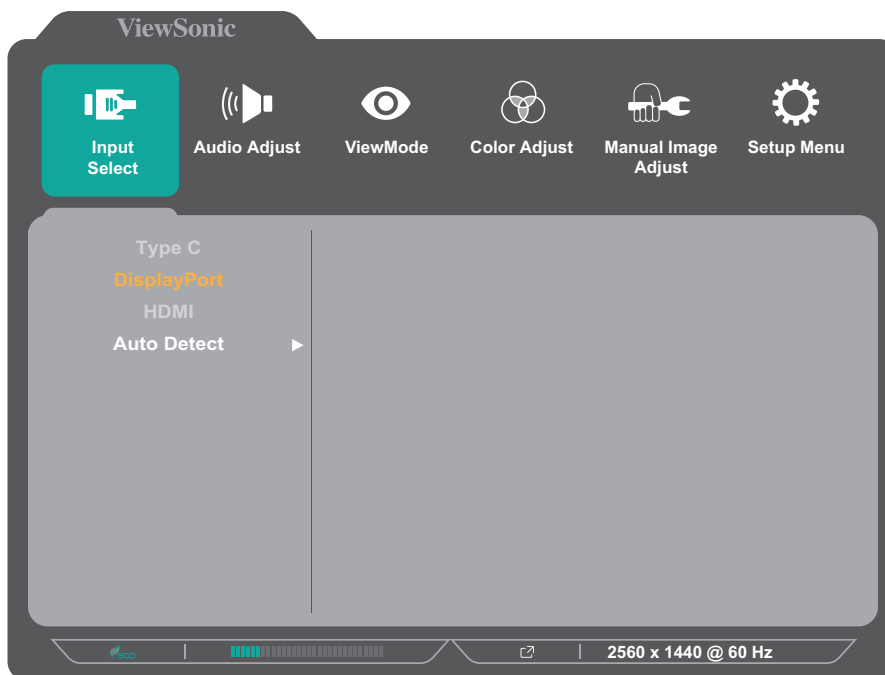 ViewSonic
Input Select
Audio Adjust
ViewMode
Color Adjust
Manual Image Adjust
Setup Menu
Type C
DisplayPort
HDMI
Auto Detect
eco
2560 x 1440 @ 60 Hz